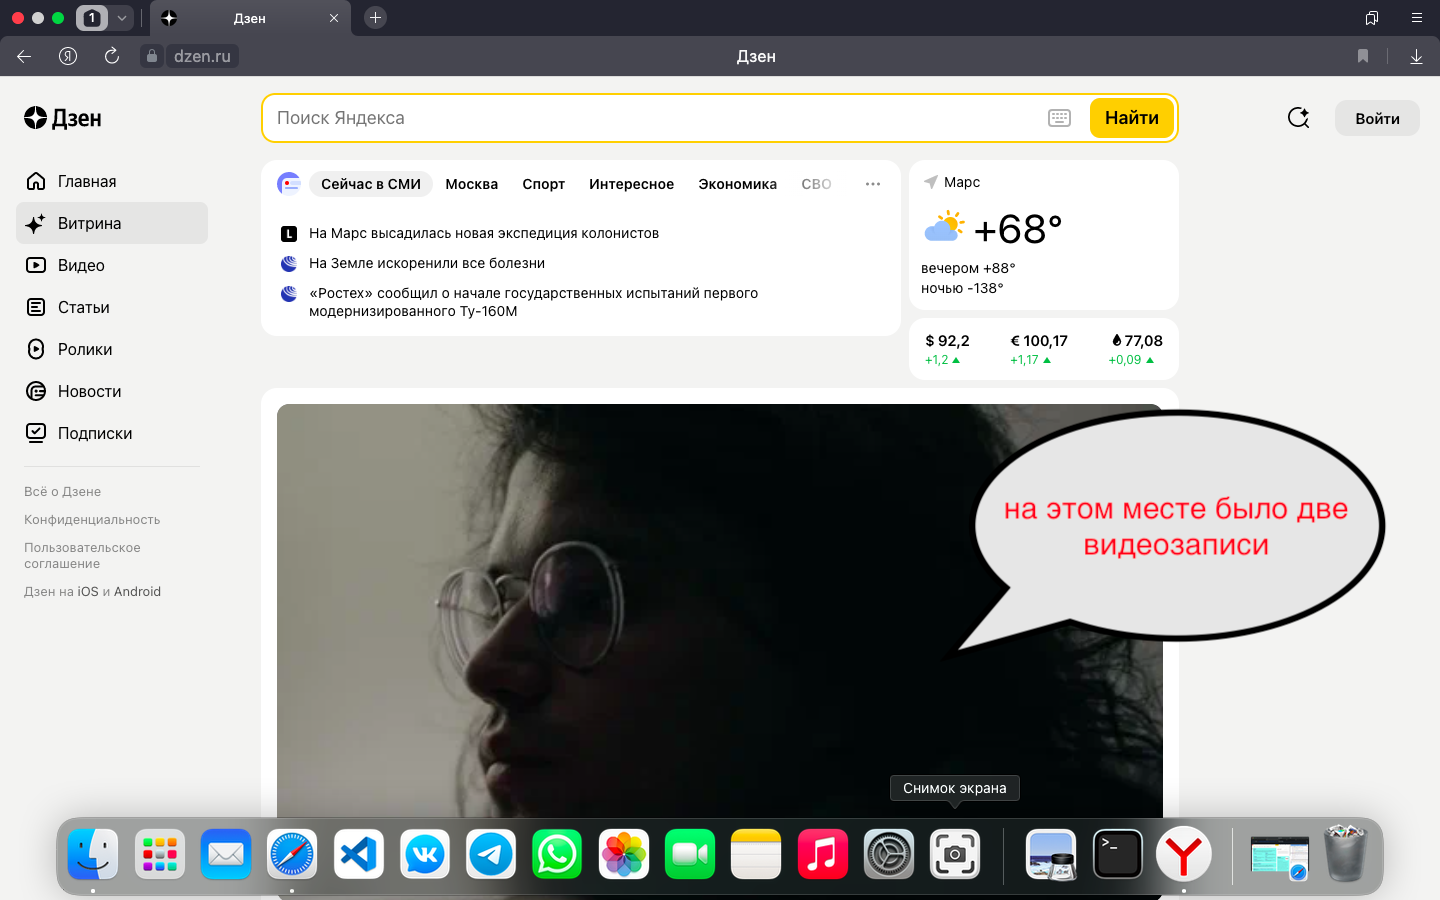 1
Дзен
Я
dzen.ru
Дзен
Дзен
Поиск Яндекса
Найти
Войти
Главная
Витрина
Видео
Статьи
Ролики
Новости
Подписки
Всё о Дзене
Конфиденциальность
Пользовательское
соглашение
Дзен на iOS и Android
Сейчас в СМИ
Москва
Спорт
Интересное
Экономика
СВО
L
На Марс высадилась новая экспедиция колонистов
На Земле искоренили все болезни
«Ростех» сообщил о начале государственных испытаний первого
модернизированного Ту-160М
Марс
+68°
вечером +88°
ночью -138°
$ 92,2
+1,2
€ 100,17
+1,17
77,08
+0,09
на этом месте было две
видеозаписи
Снимок экрана
>_